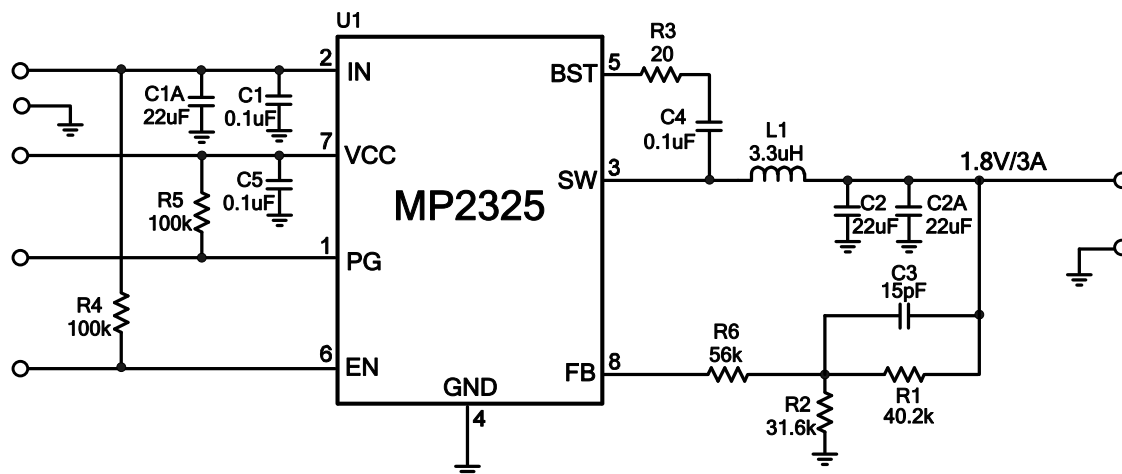 U1
MP2325
2
IN
7
VCC
1
PG
6
EN
GND
4
BST
5
SW
3
FB
8
C1A
22uF
C1
0.1uF
C5
0.1uF
R5
100k
R4
100k
R3
20
C4
0.1uF
L1
3.3uH
1.8V/3A
C2
22uF
C2A
22uF
C3
15pF
R6
56k
R2
31.6k
R1
40.2k